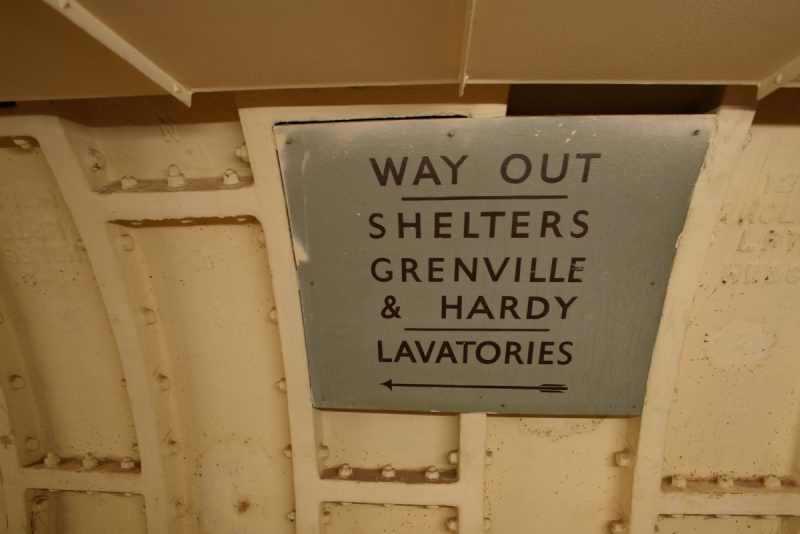 WAY OUT
SHELTERS
GRENVILLE
& HARDY
LAVATORIES